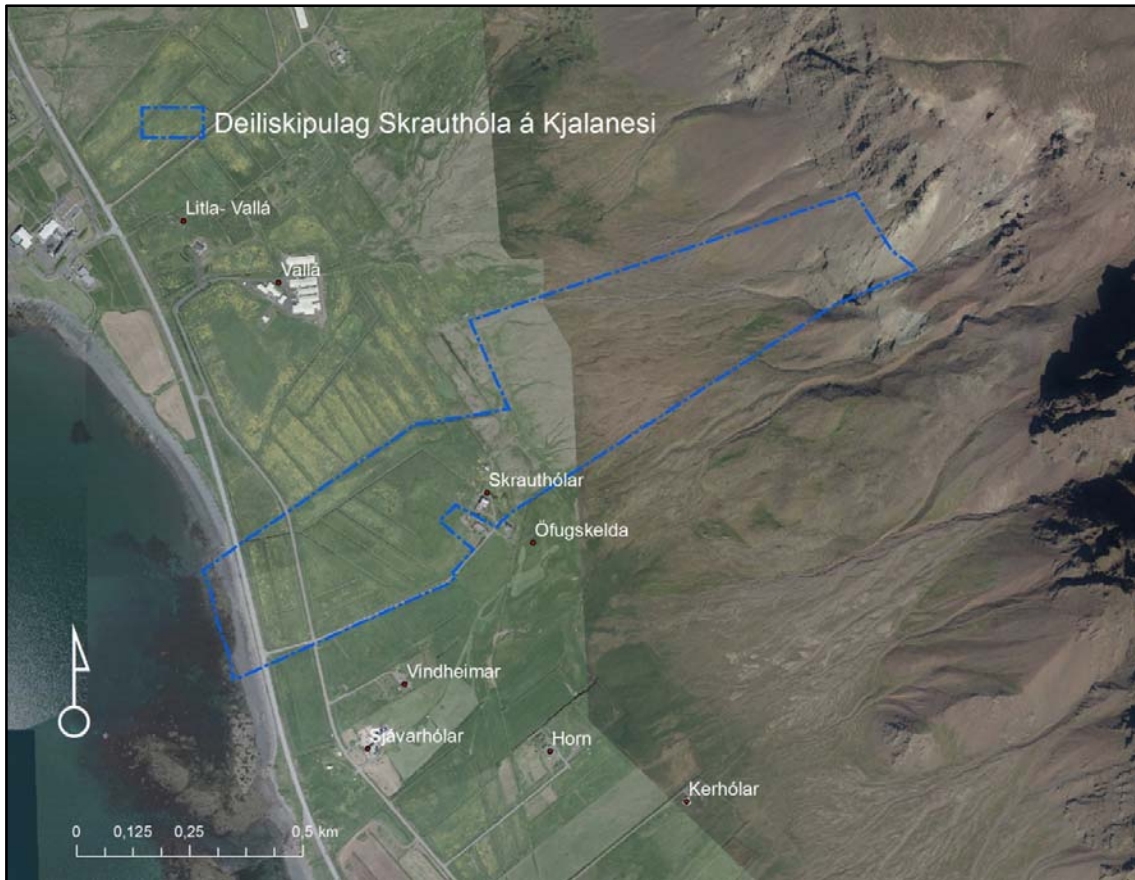 Deiliskipulag Skrauthóla á Kjalanesi
Litla- Vallá
Vallá
Skrauthólar
Öfugskelda
Vindheimar
Sjávarhólar
Horn
Kerhólar
0 0,125 0,25 0,5 km